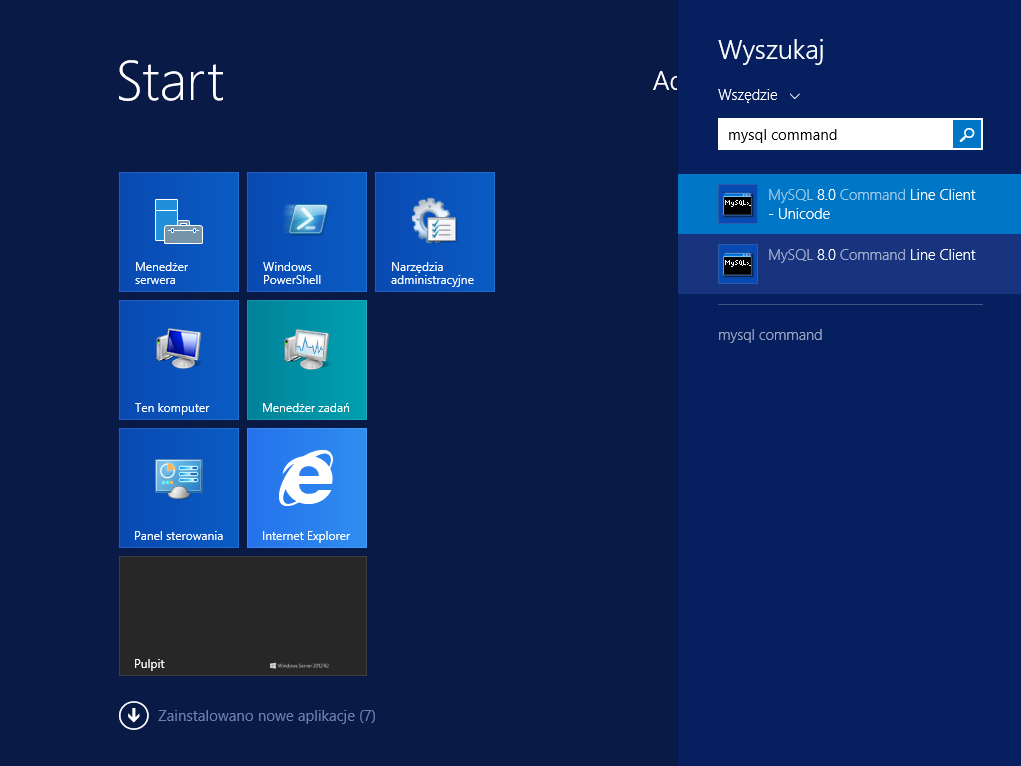 Start
Ad
Menedżer
serwera
Windows
PowerShell
Narzędzia
administracyjne
Ten komputer
Menedżer zadań
Panel sterowania
Internet Explorer
Pulpit
Windows Server 2012 R2
Zainstalowano nowe aplikacje (7)
Wyszukaj
Wszędzie
mysql command
MySQL 8.0 Command Line Client
- Unicode
MySQL 8.0 Command Line Client
mysql command